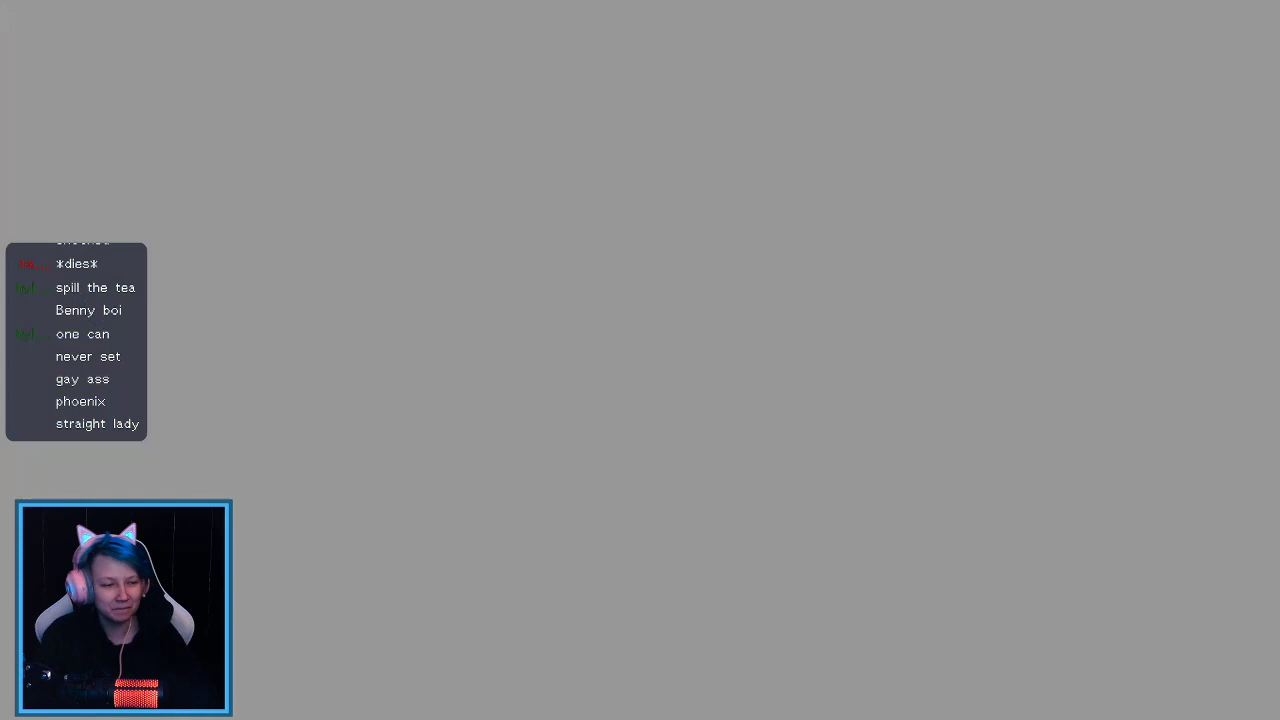 *dies*
spill the tea
Benny boi
one can
never set
gay ass
phoenix
straight lady